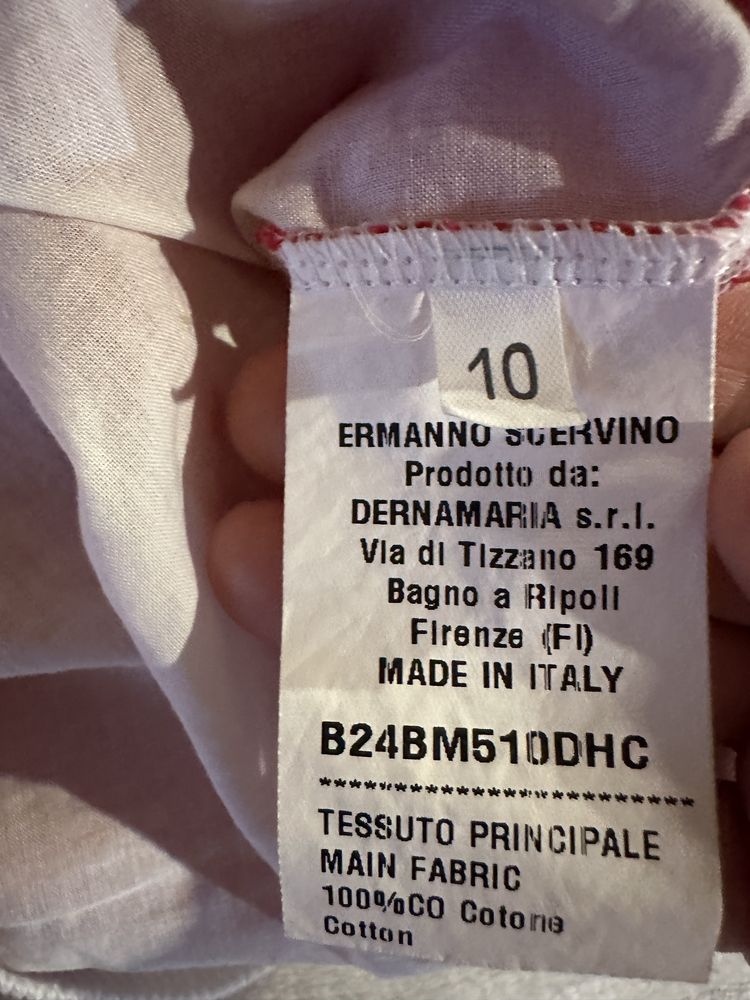 10
ERMANNO SCERVINO
Prodotto da:
DERNAMARIA s.r.l.
Via di Tizzano 169
Bagno a Ripoli
Firenze (FI)
MADE IN ITALY
B24BM510DHC
*************************
TESSUTO PRINCIPALE
MAIN FABRIC
100%CO Cotone
Cotton